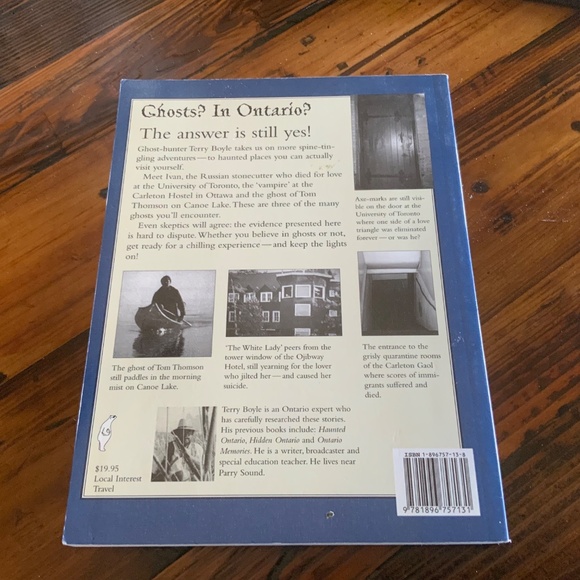 Ghosts? In Ontario?
The answer is still yes!
Ghost-hunter Terry Boyle takes us on more spine-tin-
gling adventures—to haunted places you can actually
visit yourself.
Meet Ivan, the Russian stonecutter who died for love
at the University of Toronto, the 'vampire' at the
Carleton Hostel in Ottawa and the ghost of Tom
Thomson on Canoe Lake. These are three of the many
ghosts you'll encounter.
Even skeptics will agree: the evidence presented here
is hard to dispute. Whether you believe in ghosts or not,
get ready for a chilling experience—and keep the lights
on!
Axe-marks are still visi-
ble on the door at the
University of Toronto
where one side of a love
triangle was eliminated
forever — or was he?
The ghost of Tom Thomson
still paddles in the morning
mist on Canoe Lake.
'The White Lady' peers from the
tower window of the Ojibway
Hotel, still yearning for the lover
who jilted her—and caused her
suicide.
The entrance to the
grisly quarantine rooms
of the Carleton Gaol
where scores of immi-
grants suffered and
died.
Terry Boyle is an Ontario expert who
has carefully researched these stories.
His previous books include: Haunted
Ontario, Hidden Ontario and Ontario
Memories. He is a writer, broadcaster and
special education teacher. He lives near
Parry Sound.
$19.95
Local Interest
Travel
ISBN 1-896757-13-8
9 781896 757131